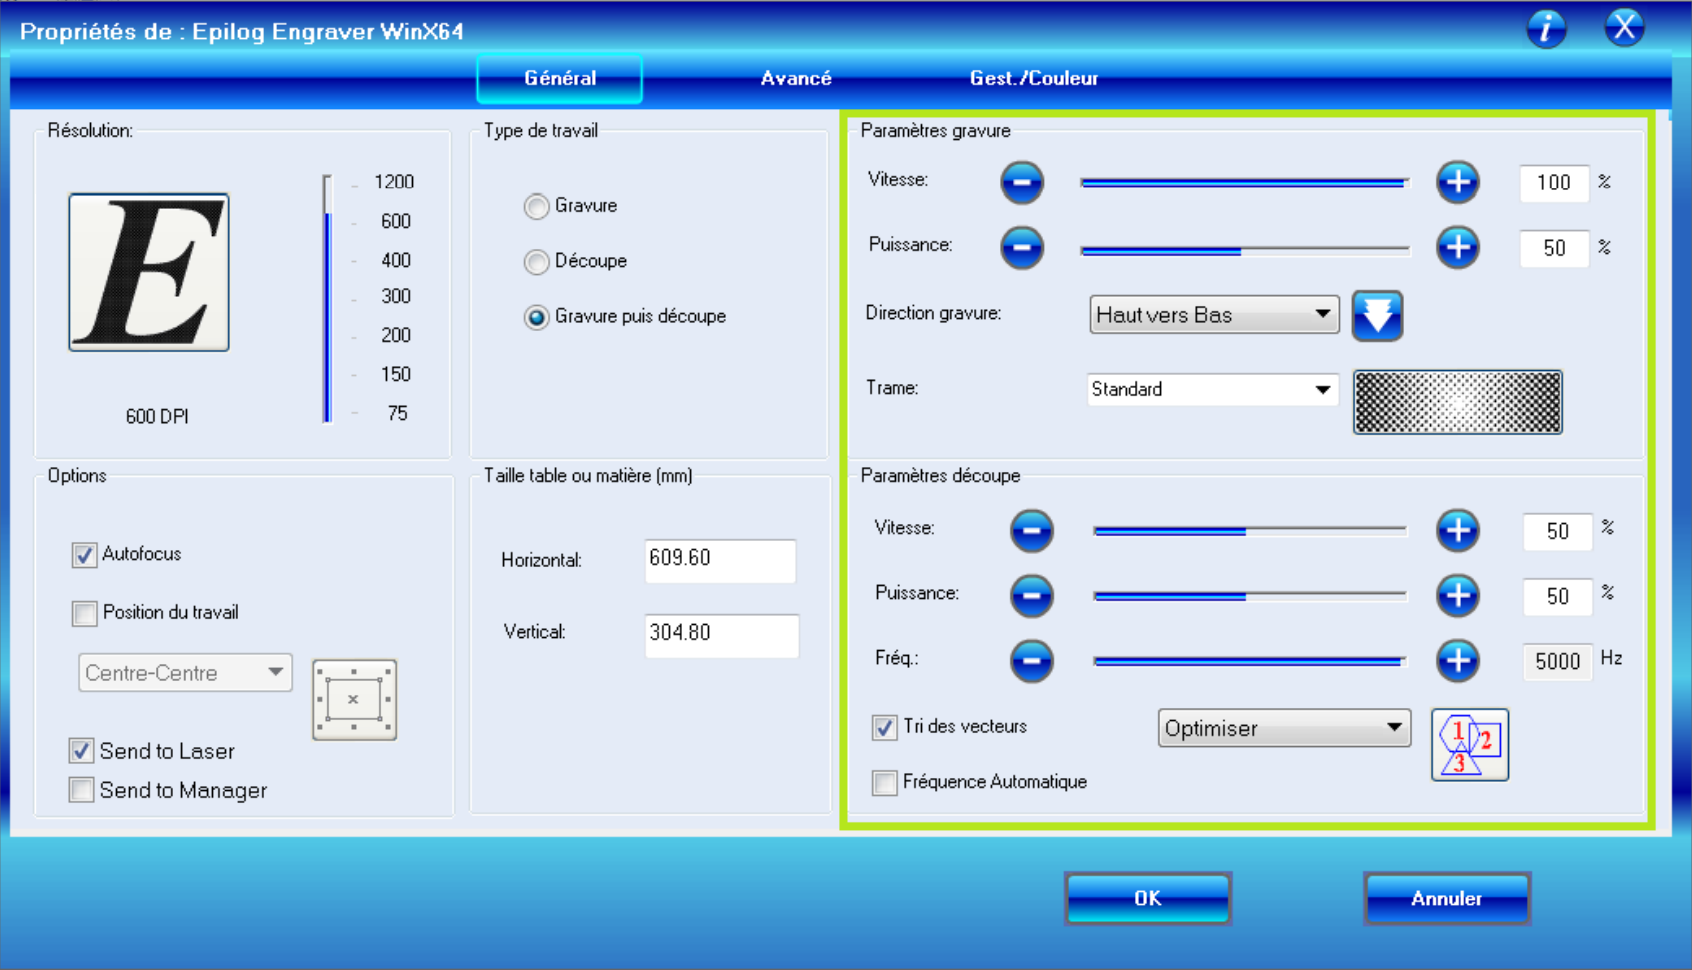 Propriétés de : Epilog Engraver WinX64
i X
Général Avancé Gest./Couleur
Résolution:
E
1200
600
400
300
200
150
75
600 DPI
Type de travail
Gravure
Découpe
Gravure puis découpe
Paramètres gravure
Vitesse: - + 100 %
Puissance: - + 50 %
Direction gravure: Haut vers Bas
Trame: Standard
Options
Autofocus
Position du travail
Centre-Centre
x
Send to Laser
Send to Manager
Taille table ou matière (mm)
Horizontal: 609.60
Vertical: 304.80
Paramètres découpe
Vitesse: - + 50 %
Puissance: - + 50 %
Fréq.: - + 5000 Hz
Tri des vecteurs Optimiser
1 2
3
Fréquence Automatique
OK Annuler